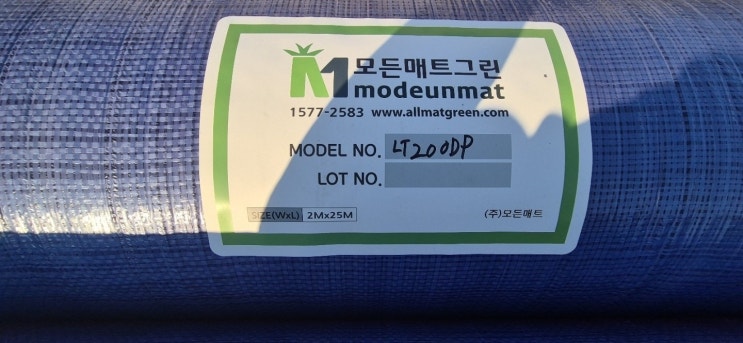 모든매트그린
modeunmat
1577-2583 www.allmatgreen.com
MODEL NO. LT200DP
LOT NO.
SIZE(WxL) 2Mx25M
(주)모든매트